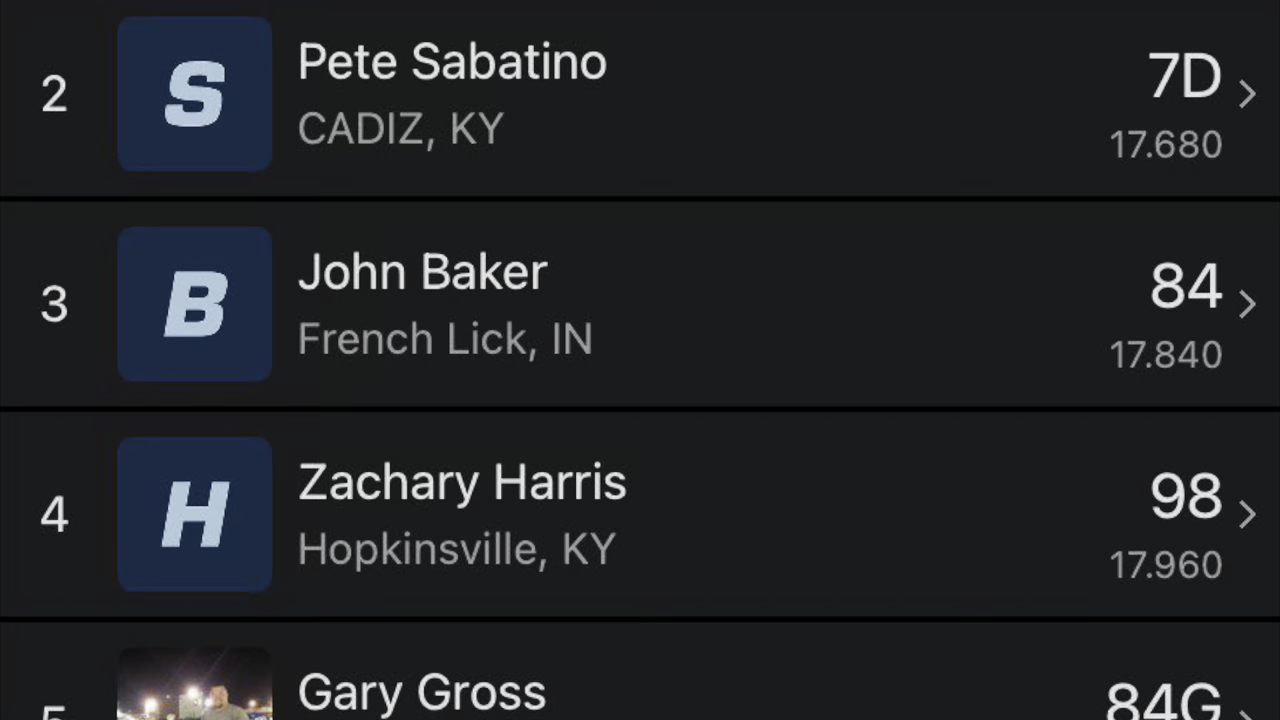 2
S
Pete Sabatino
CADIZ, KY
7D
17.680
3
B
John Baker
French Lick, IN
84
17.840
4
H
Zachary Harris
Hopkinsville, KY
98
17.960
5
Gary Gross
84G